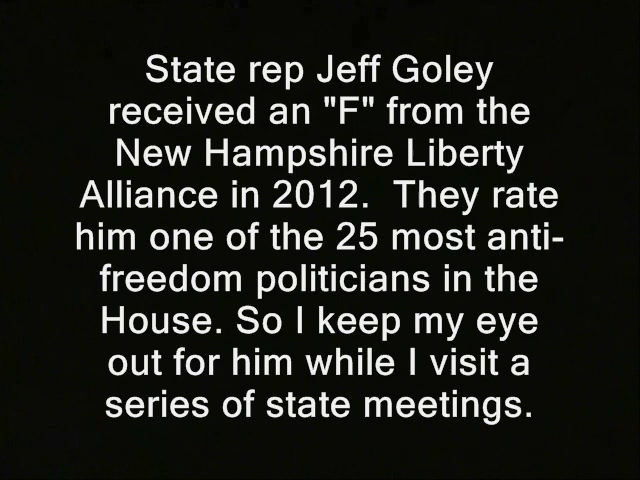 State rep Jeff Goley
received an "F" from the
New Hampshire Liberty
Alliance in 2012.  They rate
him one of the 25 most anti-
freedom politicians in the
House. So I keep my eye
out for him while I visit a
series of state meetings.